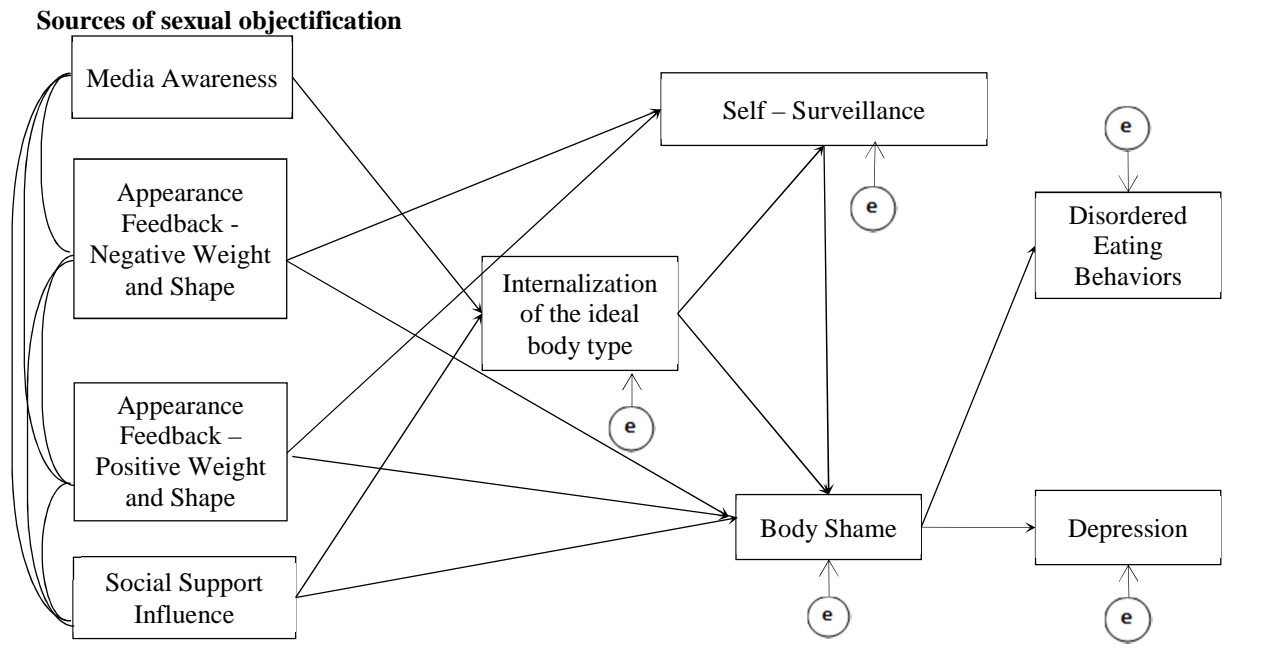 Sources of sexual objectification
Media Awareness
Appearance
Feedback -
Negative Weight
and Shape
Appearance
Feedback –
Positive Weight
and Shape
Social Support
Influence
Internalization
of the ideal
body type
e
Self – Surveillance
e
Body Shame
e
e
Disordered
Eating
Behaviors
Depression
e